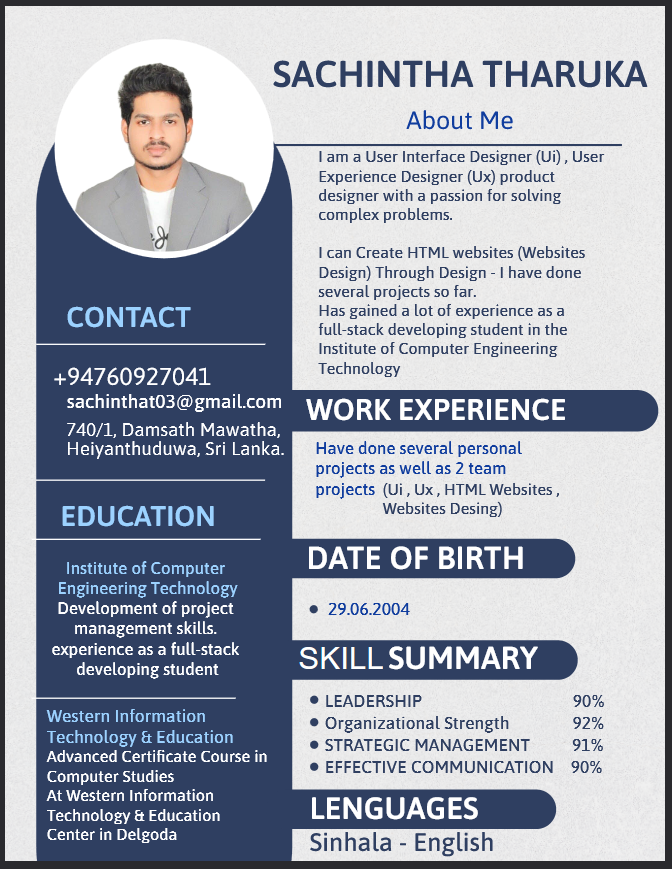 SACHINTHA THARUKA
About Me
I am a User Interface Designer (Ui) , User
Experience Designer (Ux) product
designer with a passion for solving
complex problems.
I can Create HTML websites (Websites
Design) Through Design - I have done
several projects so far.
Has gained a lot of experience as a
full-stack developing student in the
Institute of Computer Engineering
Technology
CONTACT
+94760927041
sachinthat03@gmail.com
740/1, Damsath Mawatha,
Heiyanthuduwa, Sri Lanka.
EDUCATION
Institute of Computer
Engineering Technology
Development of project
management skills.
experience as a full-stack
developing student
Western Information
Technology & Education
Advanced Certificate Course in
Computer Studies
At Western Information
Technology & Education
Center in Delgoda
WORK EXPERIENCE
Have done several personal
projects as well as 2 team
projects (Ui , Ux , HTML Websites ,
Websites Desing)
DATE OF BIRTH
29.06.2004
SKILL SUMMARY
LEADERSHIP 90%
Organizational Strength 92%
STRATEGIC MANAGEMENT 91%
EFFECTIVE COMMUNICATION 90%
LENGUAGES
Sinhala - English